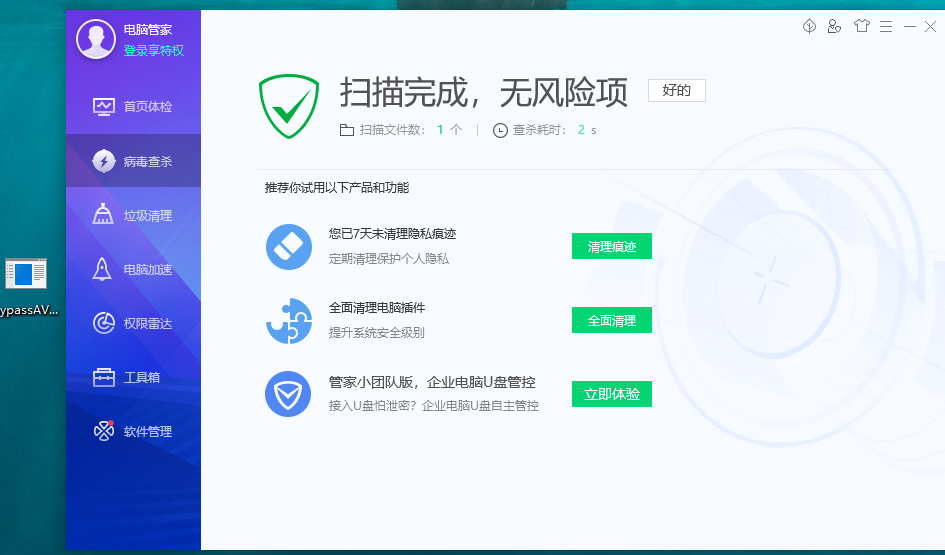 电脑管家
登录享特权
首页体检
病毒查杀
垃圾清理
电脑加速
权限雷达
工具箱
软件管理
ypassAV...
扫描完成，无风险项
好的
扫描文件数： 1 个
查杀耗时： 2 s
推荐你试用以下产品和功能
您已7天未清理隐私痕迹
定期清理保护个人隐私
清理痕迹
全面清理电脑插件
提升系统安全级别
全面清理
管家小团队版，企业电脑U盘管控
接入U盘怕泄密？企业电脑U盘自主管控
立即体验